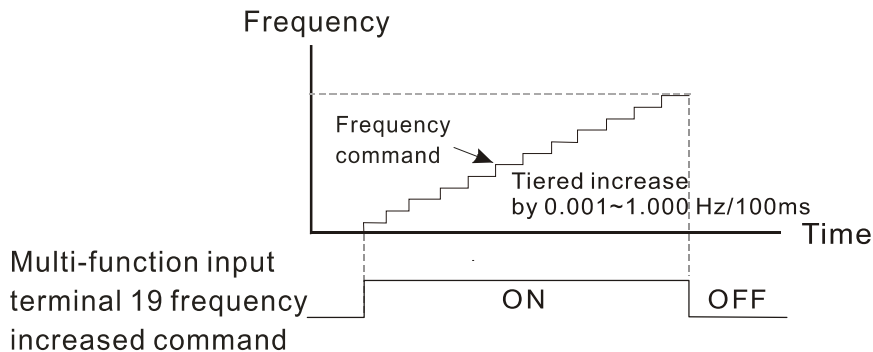 Frequency
Frequency
command
Tiered increase
by 0.001~1.000 Hz/100ms
Time
Multi-function input
terminal 19 frequency
increased command
ON
OFF